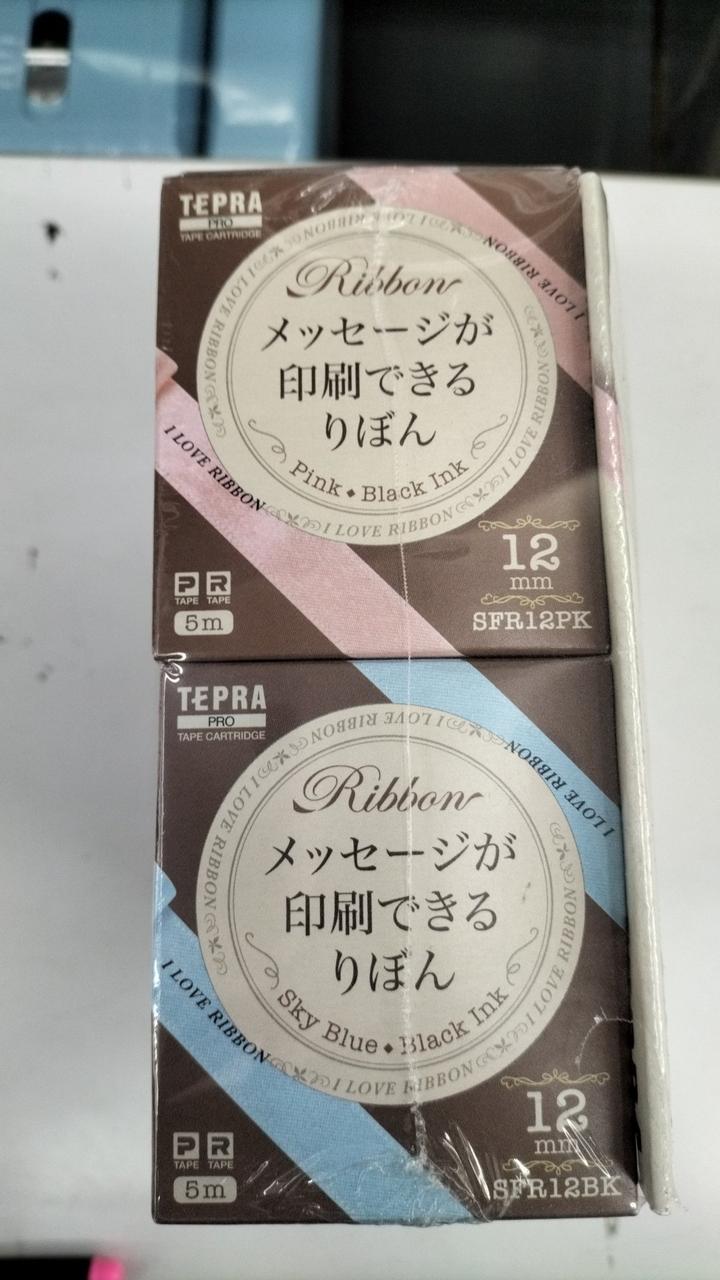 TEPRA
PRO
TAPE CARTRIDGE
I LOVE RIBBON
I LOVE RIBBON
I LOVE RIBBON
I LOVE RIBBON
I LOVE RIBBON
I LOVE RIBBON
Ribbon
メッセージが
印刷できる
りぼん
Pink ◆ Black Ink
12
mm
SFR12PK
P R
TAPE TAPE
5m
TEPRA
PRO
TAPE CARTRIDGE
I LOVE RIBBON
I LOVE RIBBON
I LOVE RIBBON
I LOVE RIBBON
I LOVE RIBBON
I LOVE RIBBON
Ribbon
メッセージが
印刷できる
りぼん
Sky Blue ◆ Black Ink
12
mm
SFR12BK
P R
TAPE TAPE
5m